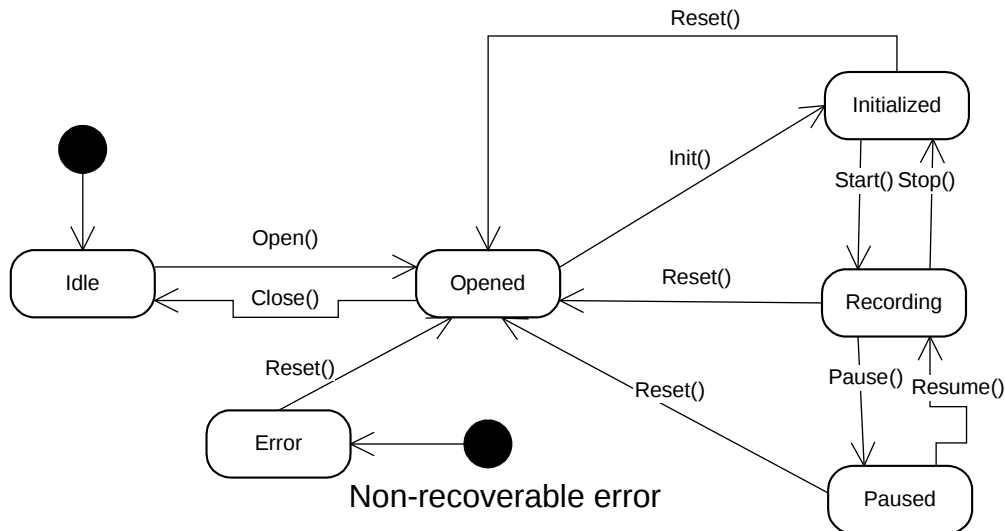 Reset()
Initialized
Init()
Start()
Stop()
Open()
Idle
Opened
Close()
Reset()
Recording
Reset()
Pause()
Resume()
Reset()
Error
Non-recoverable error
Paused